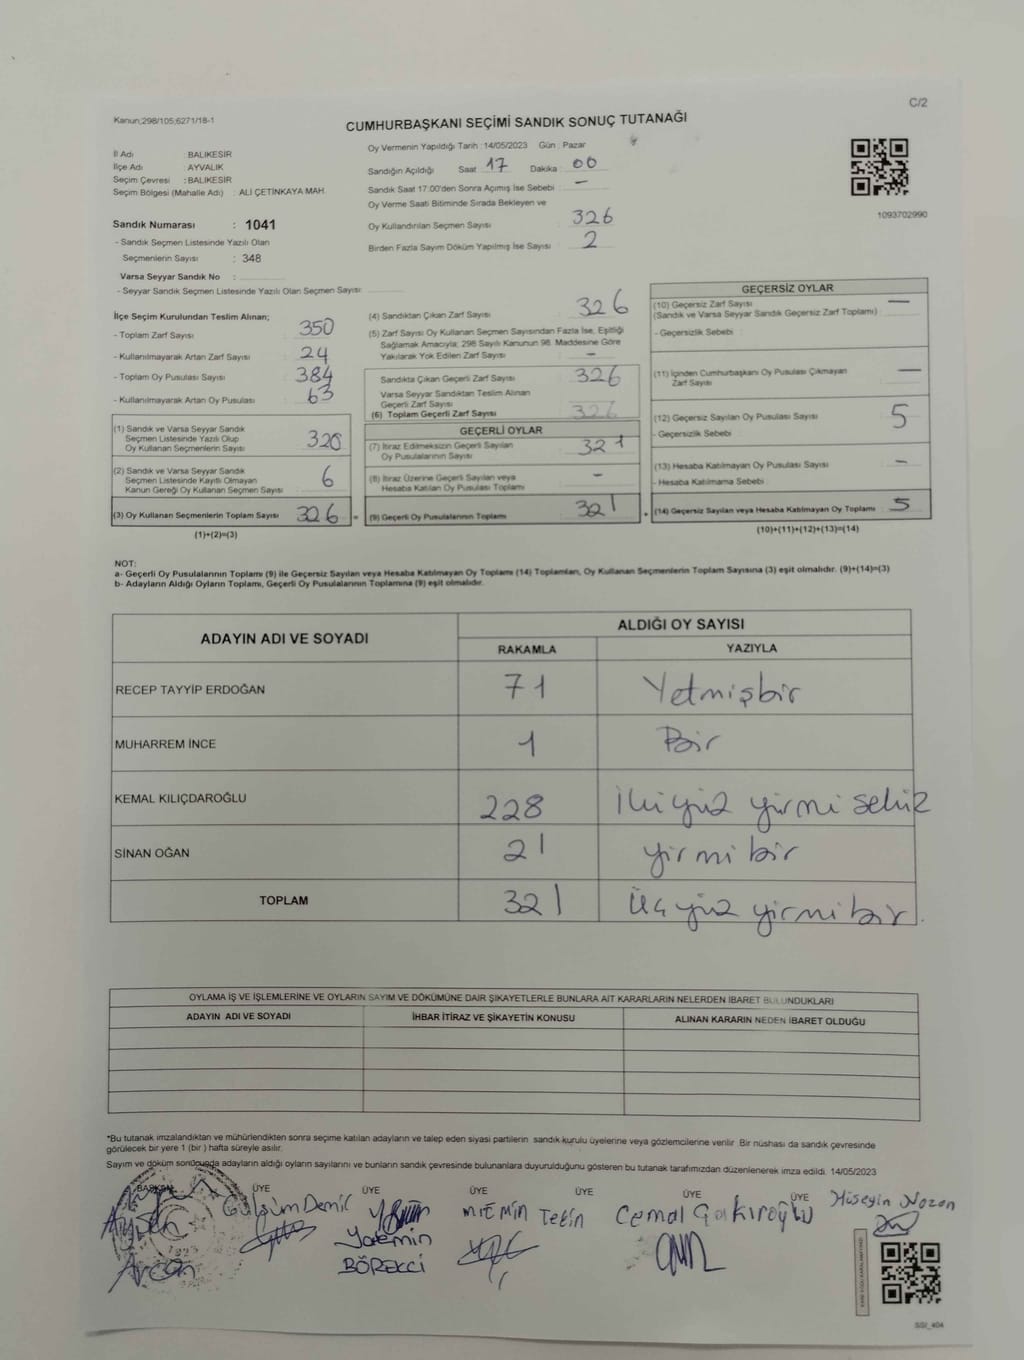 C/2
Kanun;298/105;6271/18-1
CUMHURBAŞKANI SEÇİMİ SANDIK SONUÇ TUTANAĞI
İl Adı : BALIKESİR
İlçe Adı : AYVALIK
Seçim Çevresi : BALIKESİR
Seçim Bölgesi (Mahalle Adı) : ALİ ÇETİNKAYA MAH.
Oy Vermenin Yapıldığı Tarih :14/05/2023 Gün : Pazar
Sandığın Açıldığı Saat 17 Dakika : 00
Sandık Saat 17:00'den Sonra Açımış İse Sebebi : —
Oy Verme Saati Bitiminde Sırada Bekleyen ve
Oy Kullandırılan Seçmen Sayısı : 326
Birden Fazla Sayım Döküm Yapılmış İse Sayısı : 2
1093702990
Sandık Numarası : 1041
- Sandık Seçmen Listesinde Yazılı Olan
Seçmenlerin Sayısı : 348
Varsa Seyyar Sandık No :
- Seyyar Sandık Seçmen Listesinde Yazılı Olan Seçmen Sayısı:
İlçe Seçim Kurulundan Teslim Alınan;
- Toplam Zarf Sayısı : 350
- Kullanılmayarak Artan Zarf Sayısı : 24
- Toplam Oy Pusulası Sayısı : 384
- Kullanılmayarak Artan Oy Pusulası : 63
(1) Sandık ve Varsa Seyyar Sandık
Seçmen Listesinde Yazılı Olup
Oy Kullanan Seçmenlerin Sayısı : 320
(2) Sandık ve Varsa Seyyar Sandık
Seçmen Listesinde Kayıtlı Olmayan
Kanun Gereği Oy Kullanan Seçmen Sayısı : 6
(3) Oy Kullanan Seçmenlerin Toplam Sayısı : 326
(1)+(2)=(3)
(4) Sandıktan Çıkan Zarf Sayısı : 326
(5) Zarf Sayısı Oy Kullanan Seçmen Sayısından Fazla İse, Eşitliği
Sağlamak Amacıyla; 298 Sayılı Kanunun 98. Maddesine Göre
Yakılarak Yok Edilen Zarf Sayısı : —
Sandıkta Çıkan Geçerli Zarf Sayısı : 326
Varsa Seyyar Sandıktan Teslim Alınan
Geçerli Zarf Sayısı
(6) Toplam Geçerli Zarf Sayısı : 326
GEÇERLİ OYLAR
(7) İtiraz Edilmeksizin Geçerli Sayılan
Oy Pusulalarının Sayısı : 321
(8) İtiraz Üzerine Geçerli Sayılan veya
Hesaba Katılan Oy Pusulası Toplamı : -
(9) Geçerli Oy Pusulalarının Toplamı : 321
GEÇERSİZ OYLAR
(10) Geçersiz Zarf Sayısı : —
(Sandık ve Varsa Seyyar Sandık Geçersiz Zarf Toplamı)
- Geçersizlik Sebebi :
(11) İçinden Cumhurbaşkanı Oy Pusulası Çıkmayan
Zarf Sayısı : —
(12) Geçersiz Sayılan Oy Pusulası Sayısı : 5
- Geçersizlik Sebebi :
(13) Hesaba Katılmayan Oy Pusulası Sayısı : —
- Hesaba Katılmama Sebebi :
(14) Geçersiz Sayılan veya Hesaba Katılmayan Oy Toplamı : 5
(10)+(11)+(12)+(13)=(14)
NOT:
a- Geçerli Oy Pusulalarının Toplamı (9) ile Geçersiz Sayılan veya Hesaba Katılmayan Oy Toplamı (14) Toplamları, Oy Kullanan Seçmenlerin Toplam Sayısına (3) eşit olmalıdır. (9)+(14)=(3)
b- Adayların Aldığı Oyların Toplamı, Geçerli Oy Pusulalarının Toplamına (9) eşit olmalıdır.
ADAYIN ADI VE SOYADI ALDIĞI OY SAYISI
RAKAMLA YAZIYLA
RECEP TAYYİP ERDOĞAN 71 Yetmişbir
MUHARREM İNCE 1 Bir
KEMAL KILIÇDAROĞLU 228 İkiyüz yirmi sekiz
SİNAN OĞAN 21 yirmi bir
TOPLAM 321 Üçyüz yirmi bir.
OYLAMA İŞ VE İŞLEMLERİNE VE OYLARIN SAYIM VE DÖKÜMÜNE DAİR ŞİKAYETLERLE BUNLARA AİT KARARLARIN NELERDEN İBARET BULUNDUKLARI
ADAYIN ADI VE SOYADI İHBAR İTİRAZ VE ŞİKAYETİN KONUSU ALINAN KARARIN NEDEN İBARET OLDUĞU
*Bu tutanak imzalandıktan ve mühürlendikten sonra seçime katılan adayların ve talep eden siyasi partilerin sandık kurulu üyelerine veya gözlemcilerine verilir. Bir nüshası da sandık çevresinde
görülecek bir yere 1 (bir ) hafta süreyle asılır.
Sayım ve döküm sonucunda adayların aldığı oyların sayılarını ve bunların sandık çevresinde bulunanlara duyurulduğunu gösteren bu tutanak tarafımızdan düzenlenerek imza edildi. 14/05/2023
BAŞKAN ÜYE ÜYE ÜYE ÜYE ÜYE ÜYE
Gülsüm Demir M.EMİN Tekin Cemal Çakıroğlu Hüseyin Nozan
Yasemin
BÖREKCİ
SSI_404